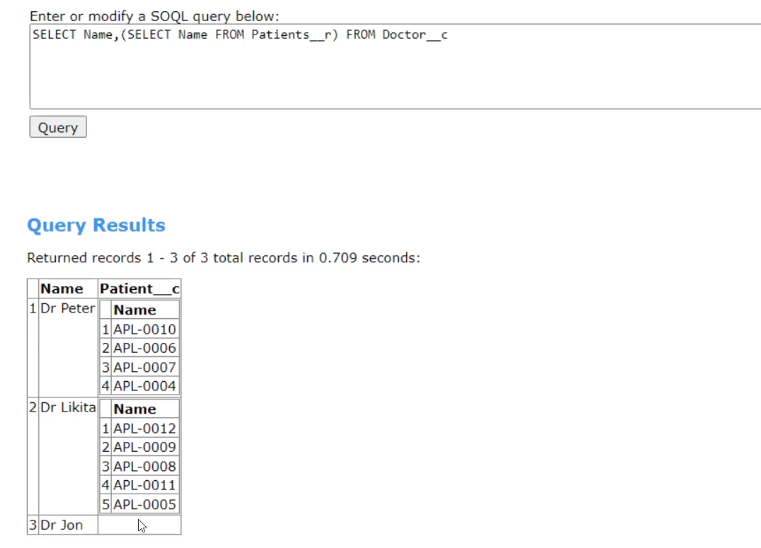 Enter or modify a SOQL query below:
SELECT Name,(SELECT Name FROM Patients__r) FROM Doctor__c
Query
Query Results
Returned records 1 - 3 of 3 total records in 0.709 seconds:
Name Patient__c
1 Dr Peter
Name
1 APL-0010
2 APL-0006
3 APL-0007
4 APL-0004
2 Dr Likita
Name
1 APL-0012
2 APL-0009
3 APL-0008
4 APL-0011
5 APL-0005
3 Dr Jon